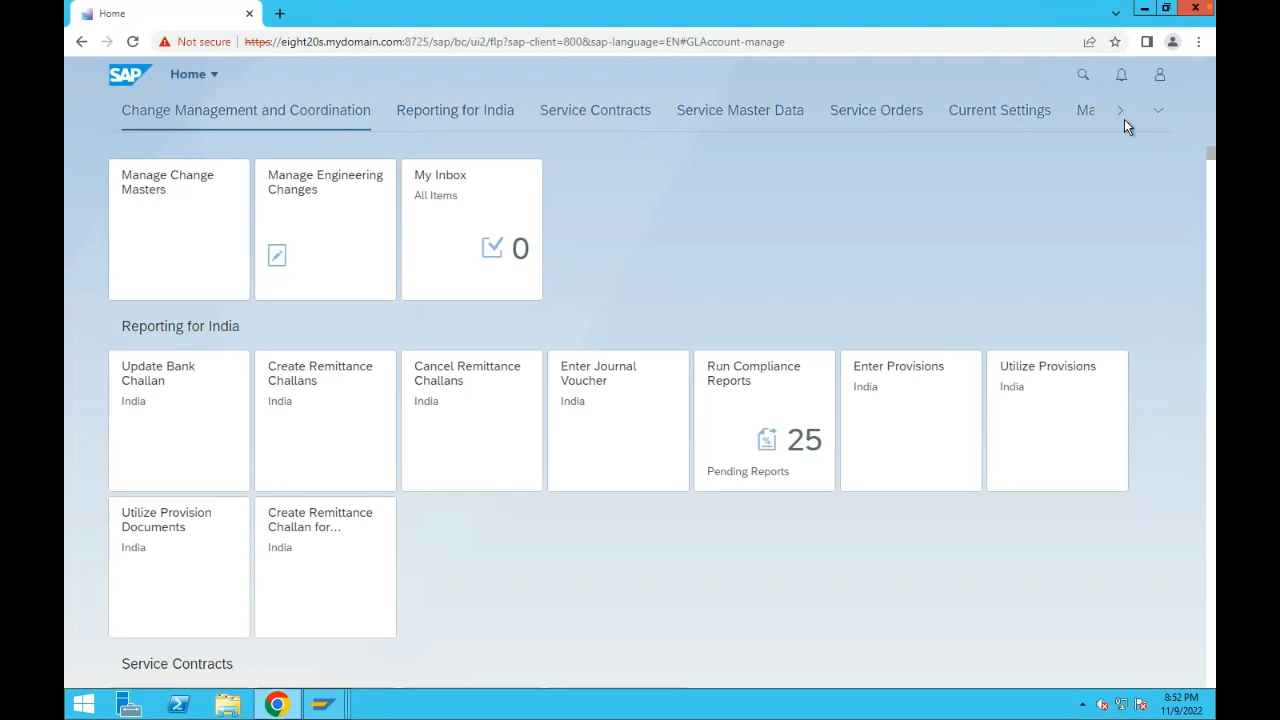 Home
Not secure
https://eight20s.mydomain.com:8725/sap/bc/ui2/flp?sap-client=800&sap-language=EN#GLAccount-manage
SAP Home
Change Management and Coordination Reporting for India Service Contracts Service Master Data Service Orders Current Settings Ma
Manage Change
Masters
Manage Engineering
Changes
My Inbox
All Items
0
Reporting for India
Update Bank
Challan
India
Create Remittance
Challans
India
Cancel Remittance
Challans
India
Enter Journal
Voucher
India
Run Compliance
Reports
25
Pending Reports
Enter Provisions
India
Utilize Provisions
India
Utilize Provision
Documents
India
Create Remittance
Challan for...
India
Service Contracts
8:52 PM
11/9/2022